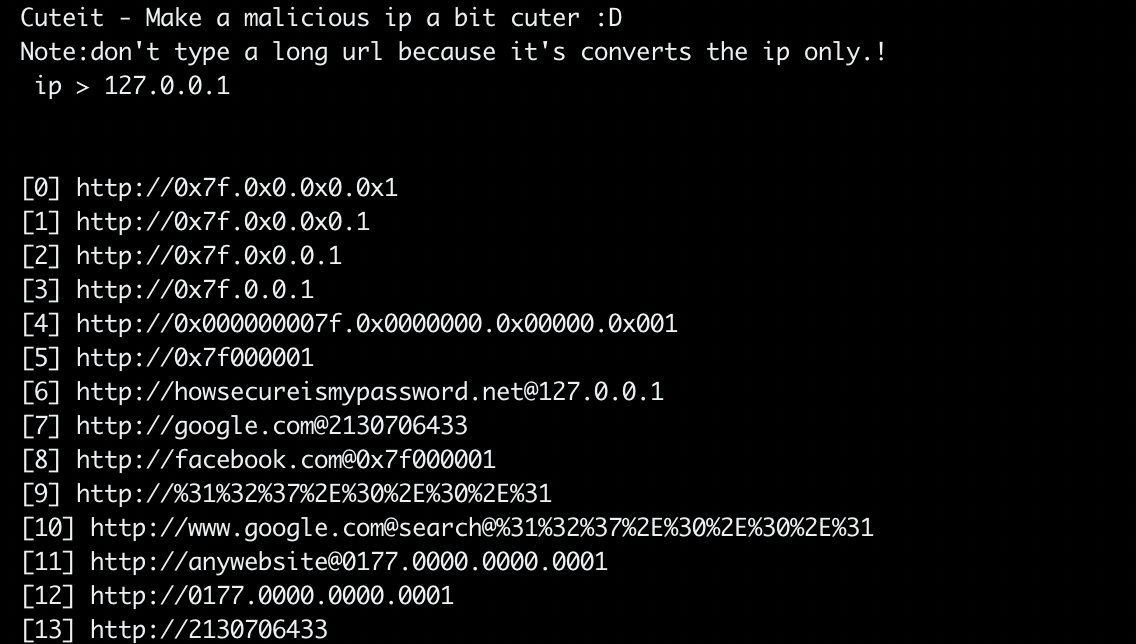 Cuteit - Make a malicious ip a bit cuter :D
Note:don't type a long url because it's converts the ip only.!
ip > 127.0.0.1
[0] http://0x7f.0x0.0x0.0x1
[1] http://0x7f.0x0.0x0.1
[2] http://0x7f.0x0.0.1
[3] http://0x7f.0.0.1
[4] http://0x000000007f.0x0000000.0x00000.0x001
[5] http://0x7f000001
[6] http://howsecureismypassword.net@127.0.0.1
[7] http://google.com@2130706433
[8] http://facebook.com@0x7f000001
[9] http://%31%32%37%2E%30%2E%30%2E%31
[10] http://www.google.com@search@%31%32%37%2E%30%2E%30%2E%31
[11] http://anywebsite@0177.0000.0000.0001
[12] http://0177.0000.0000.0001
[13] http://2130706433